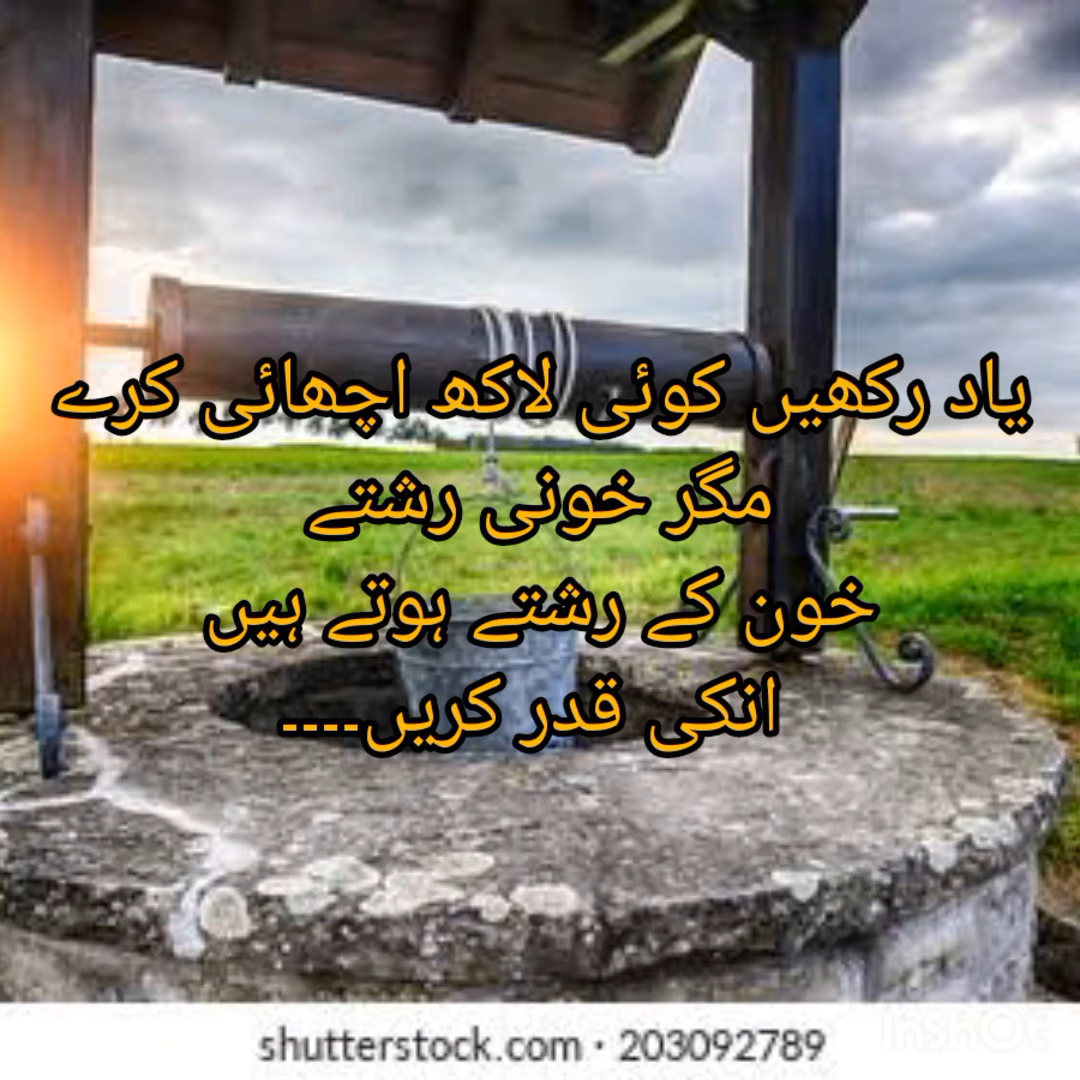 یاد رکھیں کوئی لاکھ اچھائی کرے
مگر خونی رشتے
خون کے رشتے ہوتے ہیں
انکی قدر کریں۔۔۔۔
shutterstock.com · 203092789
InShOt